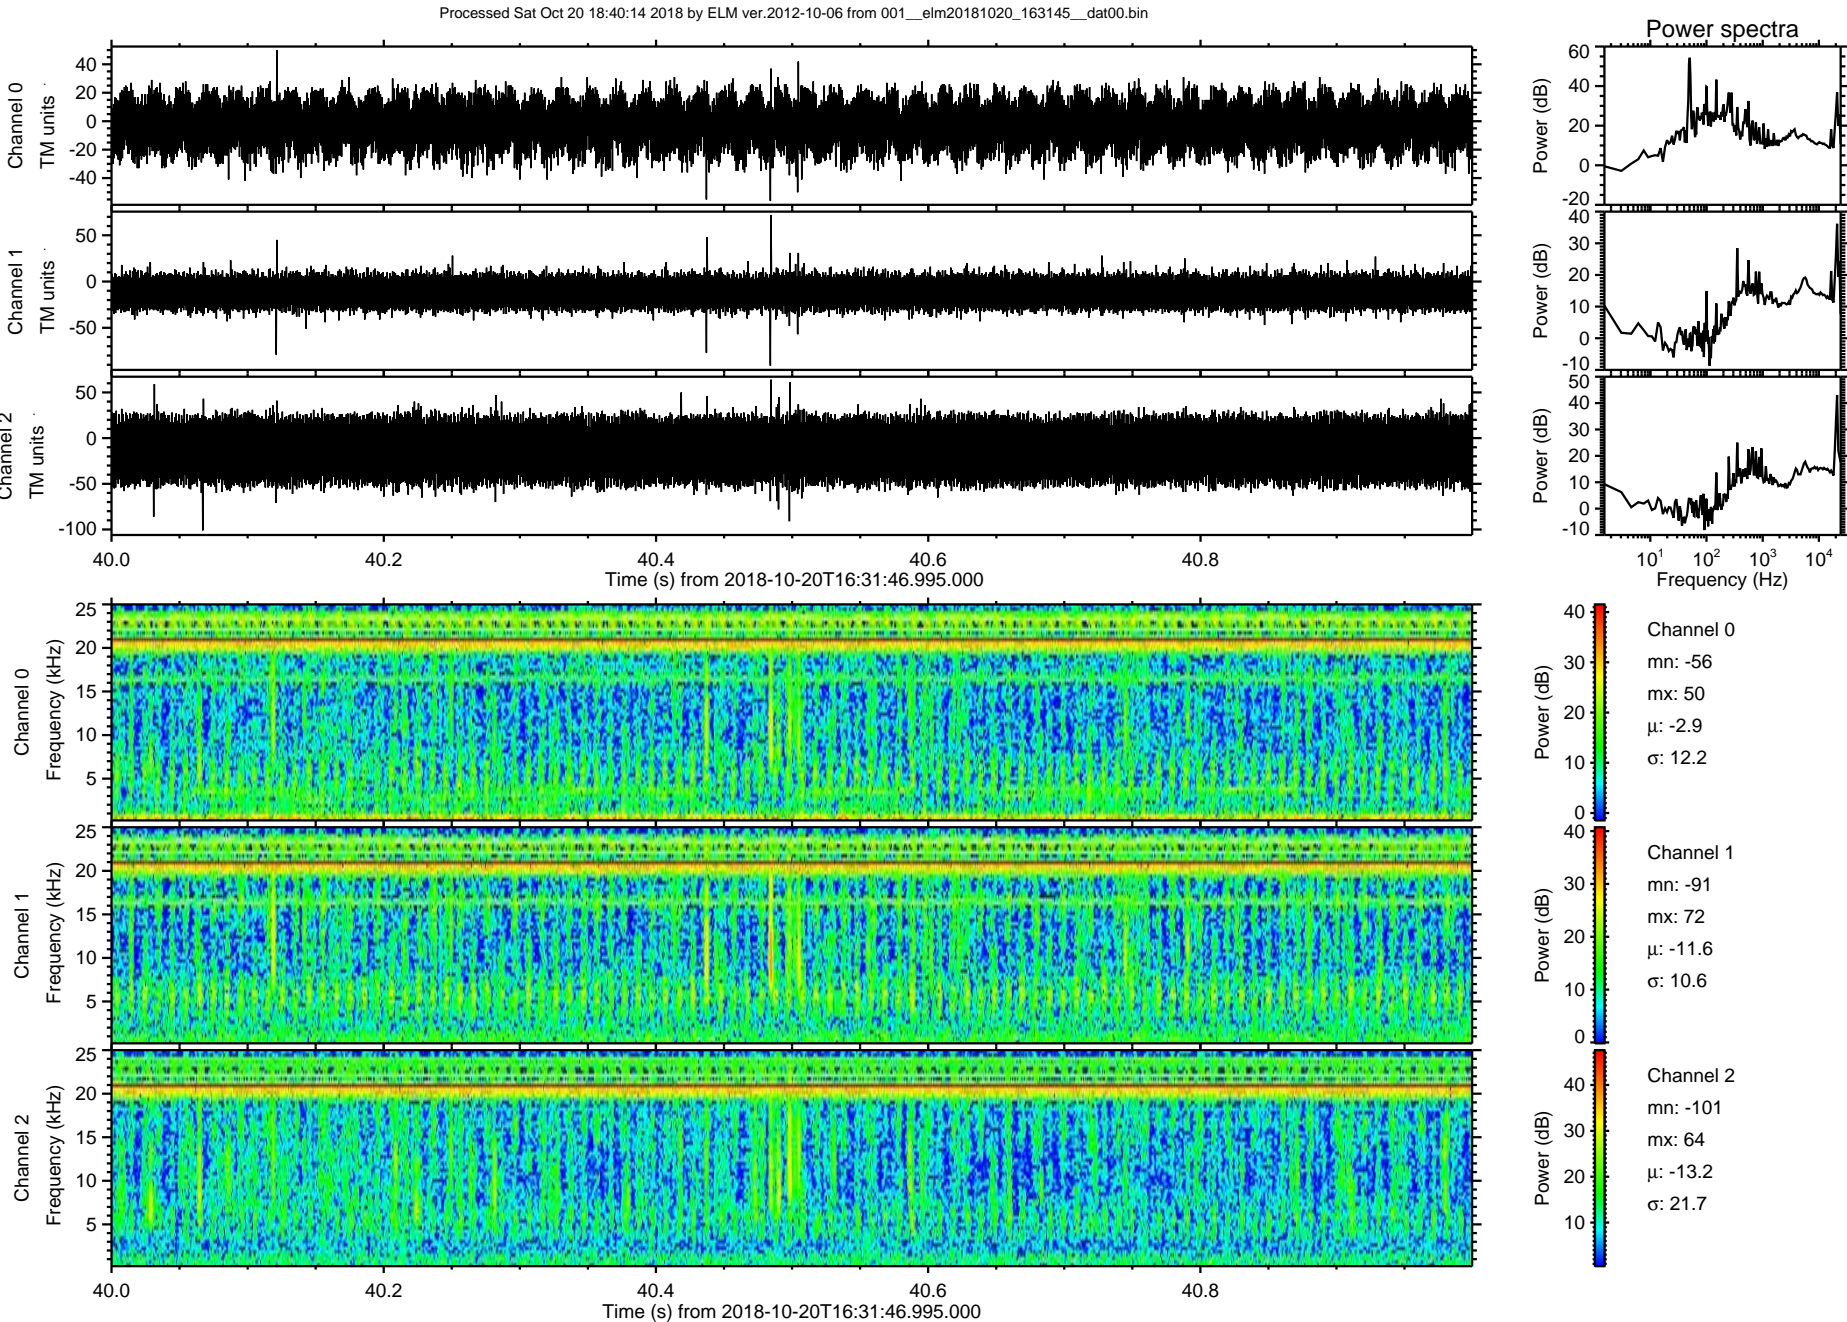 Processed Sat Oct 20 18:40:14 2018 by ELM ver.2012-10-06 from 001__elm20181020_163145__dat00.bin
Power spectra
Channel 0
TM units
40
20
0
-20
-40
Power (dB)
60
40
20
0
-20
Channel 1
TM units
50
0
-50
Power (dB)
40
30
20
10
0
-10
Channel 2
TM units
50
0
-50
-100
Power (dB)
50
40
30
20
10
0
-10
40.0 40.2 40.4 40.6 40.8
Time (s) from 2018-10-20T16:31:46.995.000
10^1 10^2 10^3 10^4
Frequency (Hz)
Channel 0
Frequency (kHz)
25
20
15
10
5
Power (dB)
40
30
20
10
0
Channel 0
mn: -56
mx: 50
μ: -2.9
σ: 12.2
Channel 1
Frequency (kHz)
25
20
15
10
5
Power (dB)
40
30
20
10
0
Channel 1
mn: -91
mx: 72
μ: -11.6
σ: 10.6
Channel 2
Frequency (kHz)
25
20
15
10
5
Power (dB)
40
30
20
10
Channel 2
mn: -101
mx: 64
μ: -13.2
σ: 21.7
40.0 40.2 40.4 40.6 40.8
Time (s) from 2018-10-20T16:31:46.995.000